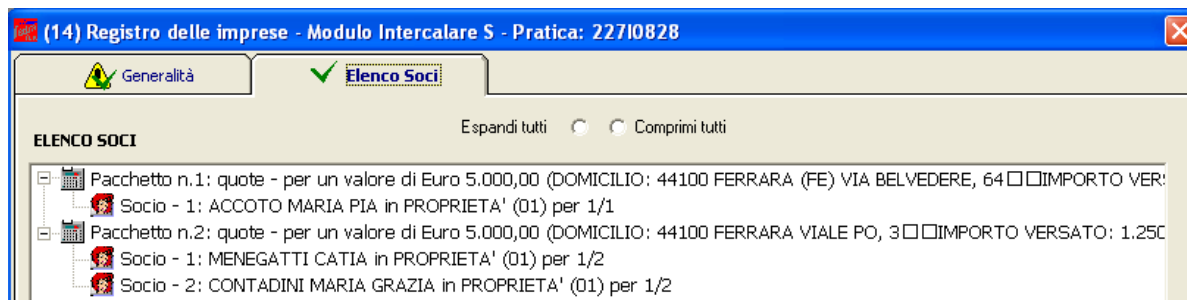 (14) Registro delle imprese - Modulo Intercalare S - Pratica: 227I0828
Generalità Elenco Soci
Espandi tutti Comprimi tutti
ELENCO SOCI
Pacchetto n.1: quote - per un valore di Euro 5.000,00 (DOMICILIO: 44100 FERRARA (FE) VIA BELVEDERE, 64□□IMPORTO VER
Socio - 1: ACCOTO MARIA PIA in PROPRIETA' (01) per 1/1
Pacchetto n.2: quote - per un valore di Euro 5.000,00 (DOMICILIO: 44100 FERRARA VIALE PO, 3□□IMPORTO VERSATO: 1.250
Socio - 1: MENEGATTI CATIA in PROPRIETA' (01) per 1/2
Socio - 2: CONTADINI MARIA GRAZIA in PROPRIETA' (01) per 1/2